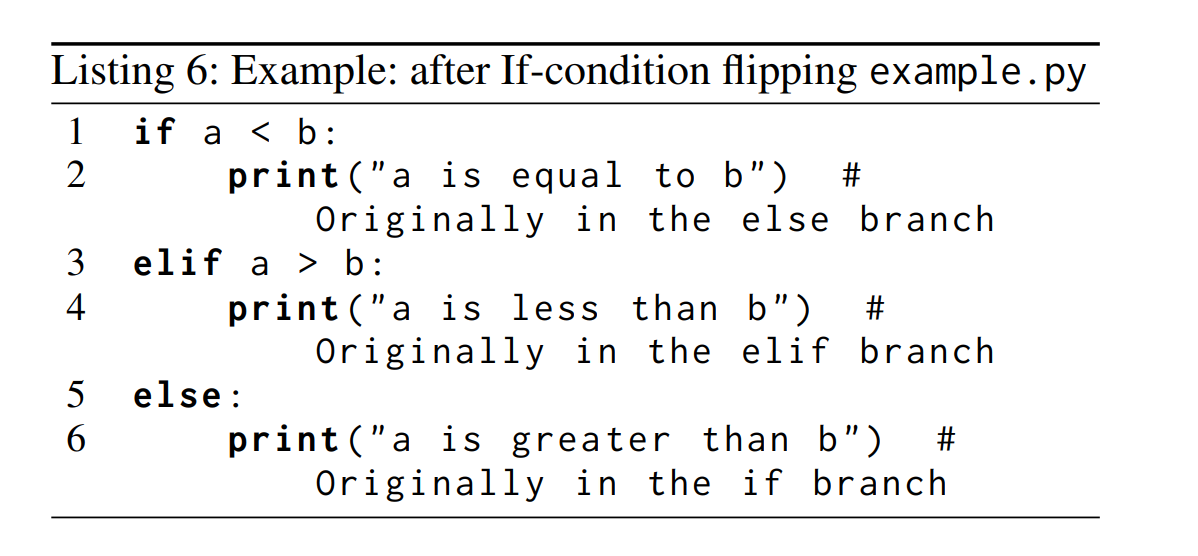 Listing 6: Example: after If-condition flipping example.py
1 if a < b:
2 print("a is equal to b") #
Originally in the else branch
3 elif a > b:
4 print("a is less than b") #
Originally in the elif branch
5 else:
6 print("a is greater than b") #
Originally in the if branch